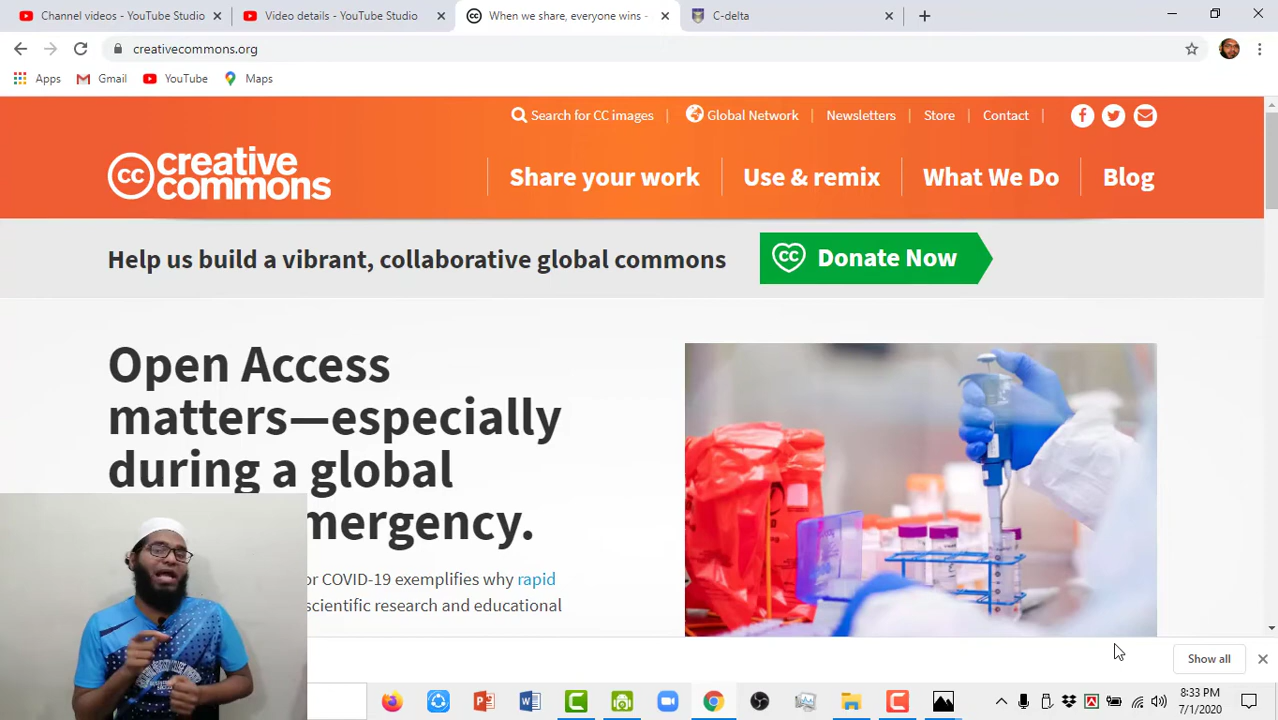 Channel videos - YouTube Studio
Video details - YouTube Studio
When we share, everyone wins -
C-delta
creativecommons.org
Apps
Gmail
YouTube
Maps
Search for CC images
Global Network
Newsletters
Store
Contact
cc creative
commons
Share your work
Use & remix
What We Do
Blog
Help us build a vibrant, collaborative global commons
cc Donate Now
Open Access
matters—especially
during a global
mergency.
or COVID-19 exemplifies why rapid
scientific research and educational
Show all
8:33 PM
7/1/2020